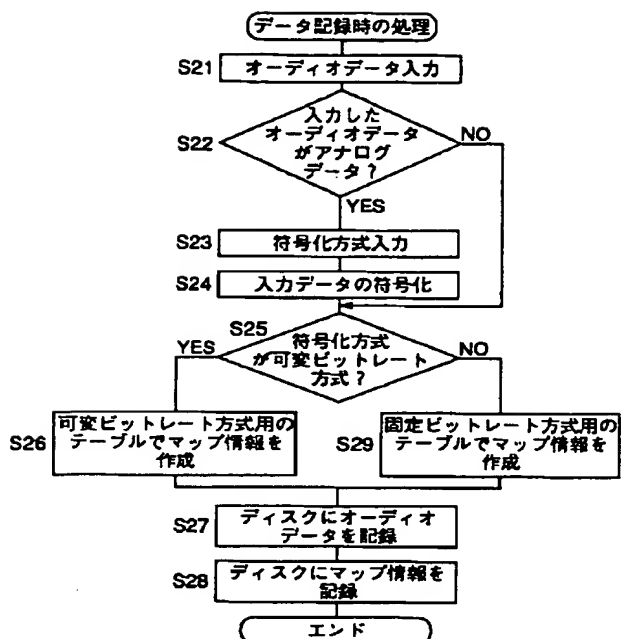 データ記録時の処理
S21
オーディオデータ入力
S22
入力した
オーディオデータ
がアナログ
データ?
NO
YES
S23
符号化方式入力
S24
入力データの符号化
S25
符号化方式
が可変ビットレート
方式?
YES
NO
S26
可変ビットレート方式用の
テーブルでマップ情報を
作成
S29
固定ビットレート方式用の
テーブルでマップ情報を
作成
S27
ディスクにオーディオ
データを記録
S28
ディスクにマップ情報を
記録
エンド